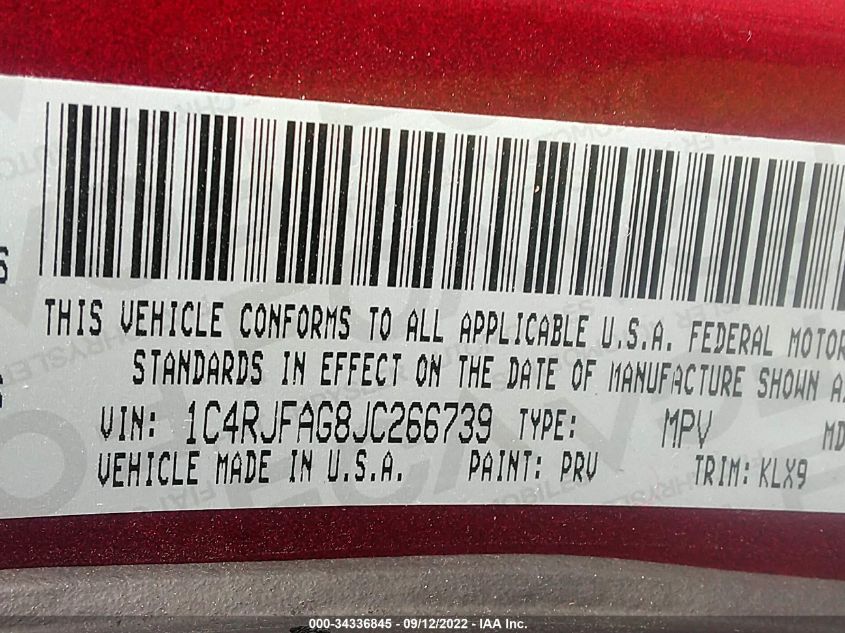 THIS VEHICLE CONFORMS TO ALL APPLICABLE U.S.A. FEDERAL MOTOR
STANDARDS IN EFFECT ON THE DATE OF MANUFACTURE SHOWN
VIN: 1C4RJFAG8JC266739 TYPE: MPV MD
VEHICLE MADE IN U.S.A. PAINT: PRV TRIM: KLX9
000-34336845 - 09/12/2022 - IAA Inc.